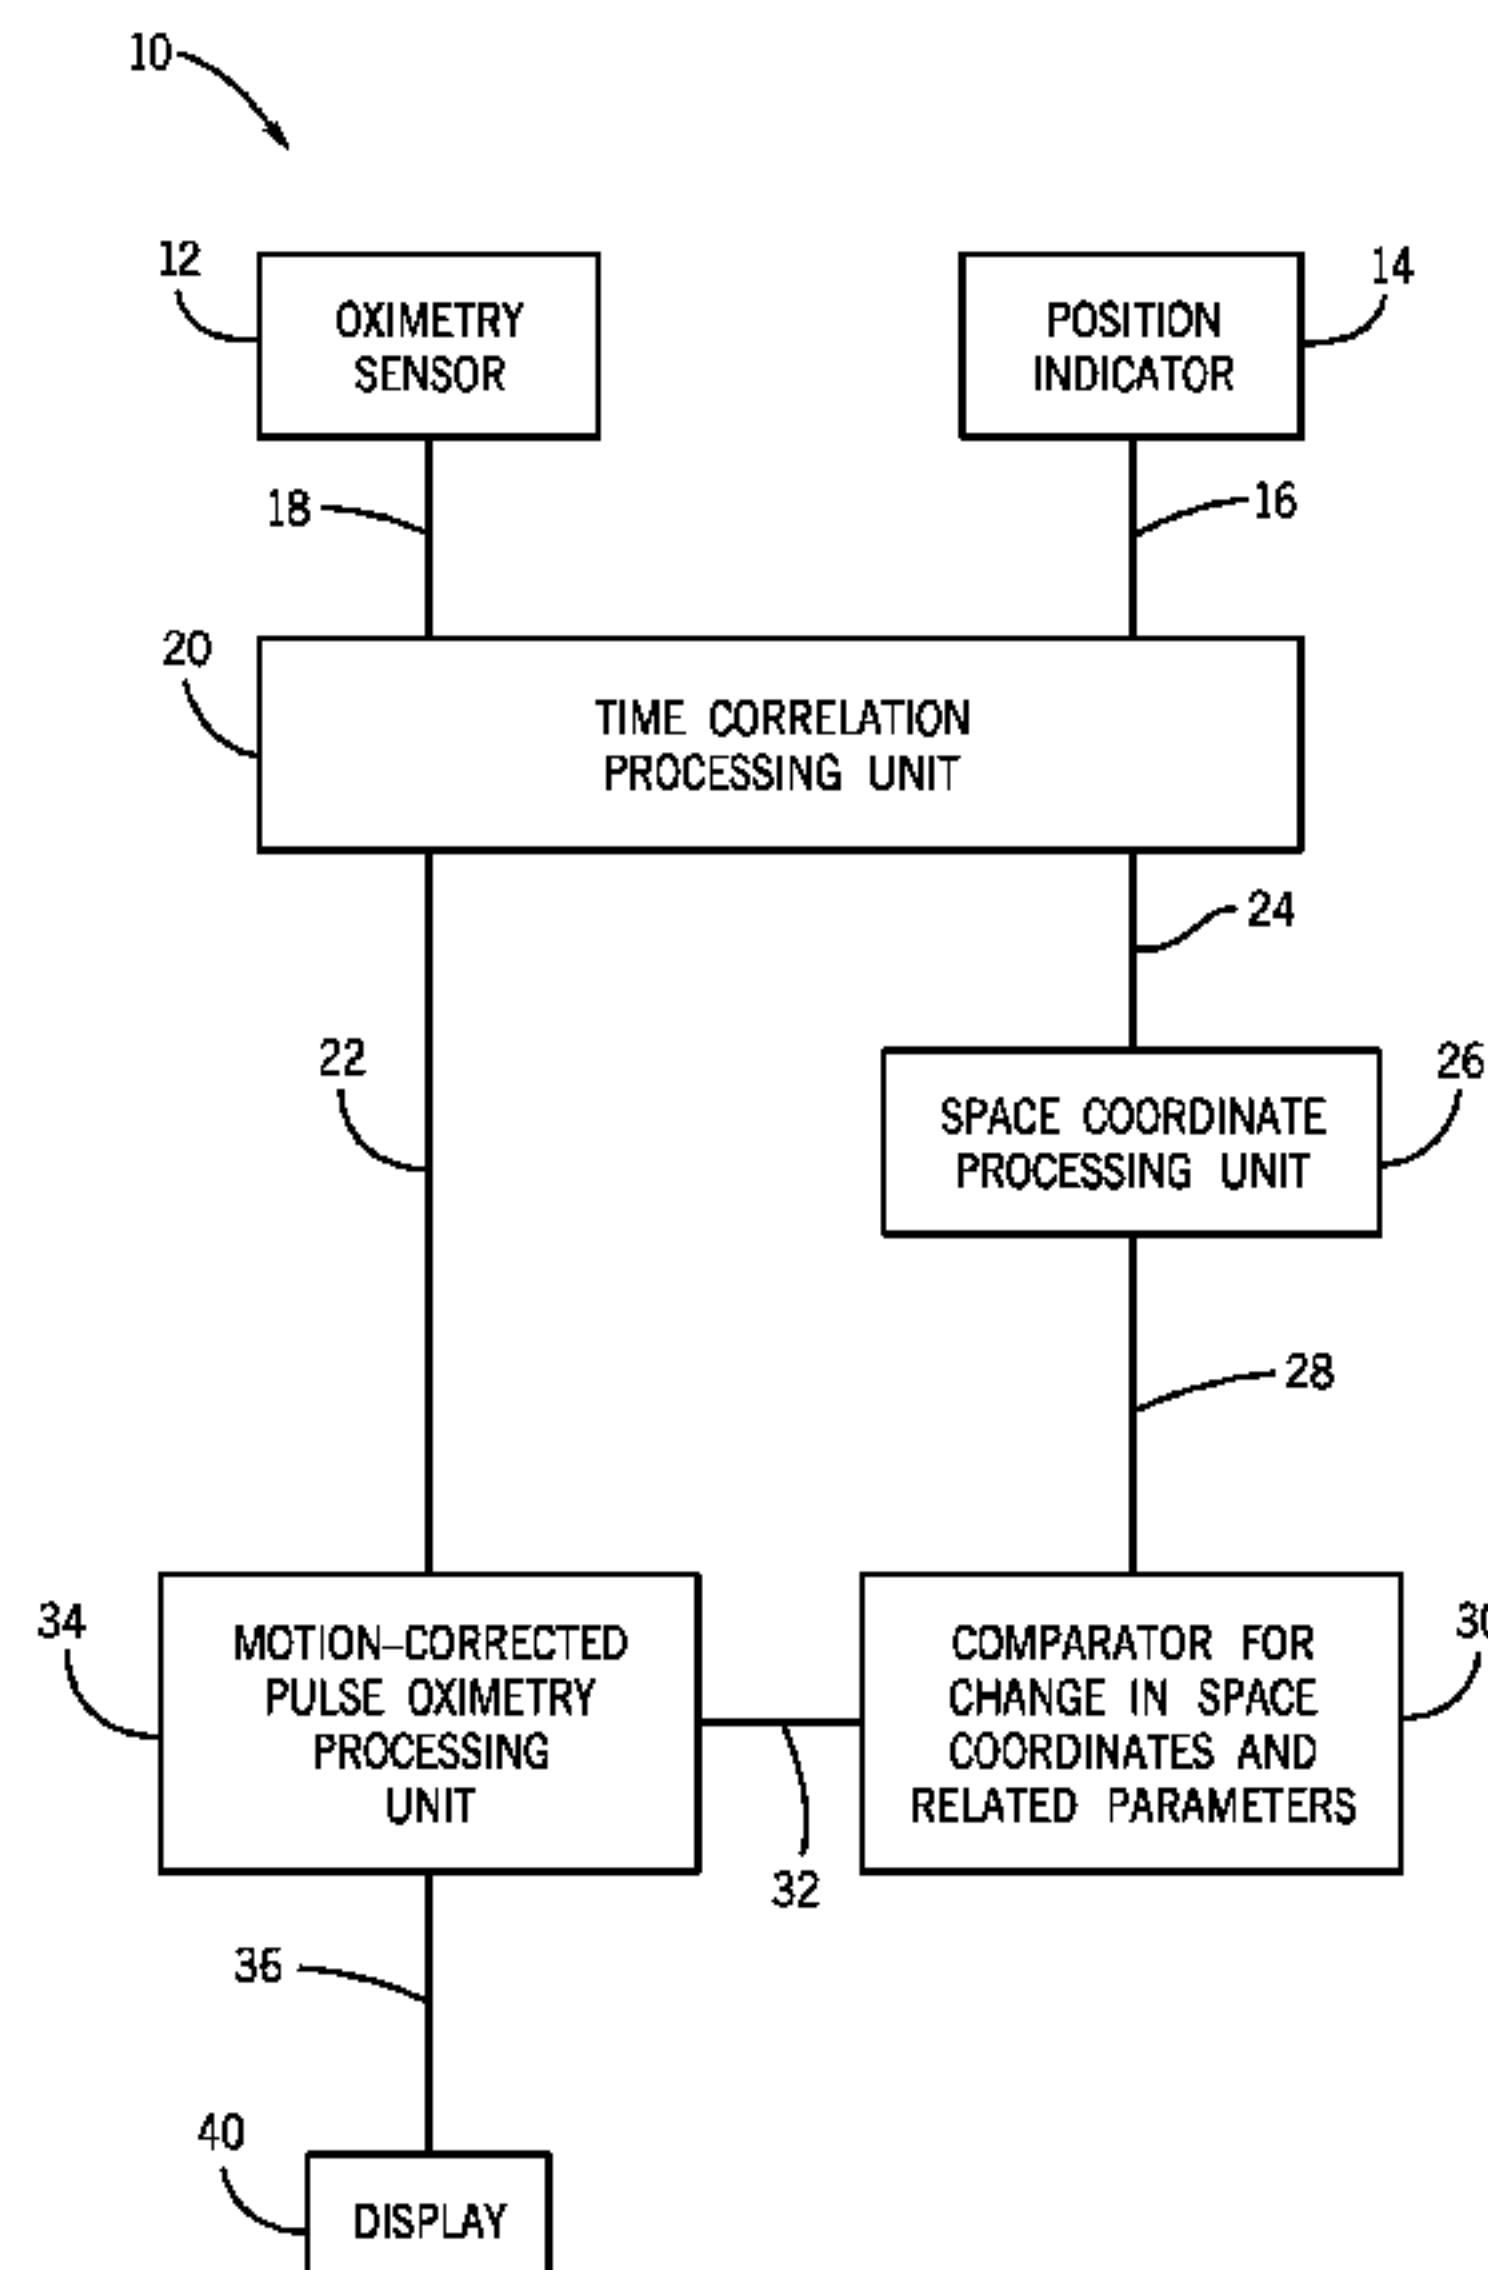 10
12
OXIMETRY
SENSOR
POSITION
INDICATOR
14
18
16
20
TIME CORRELATION
PROCESSING UNIT
24
22
SPACE COORDINATE
PROCESSING UNIT
26
28
34
MOTION–CORRECTED
PULSE OXIMETRY
PROCESSING
UNIT
COMPARATOR FOR
CHANGE IN SPACE
COORDINATES AND
RELATED PARAMETERS
30
32
36
40
DISPLAY